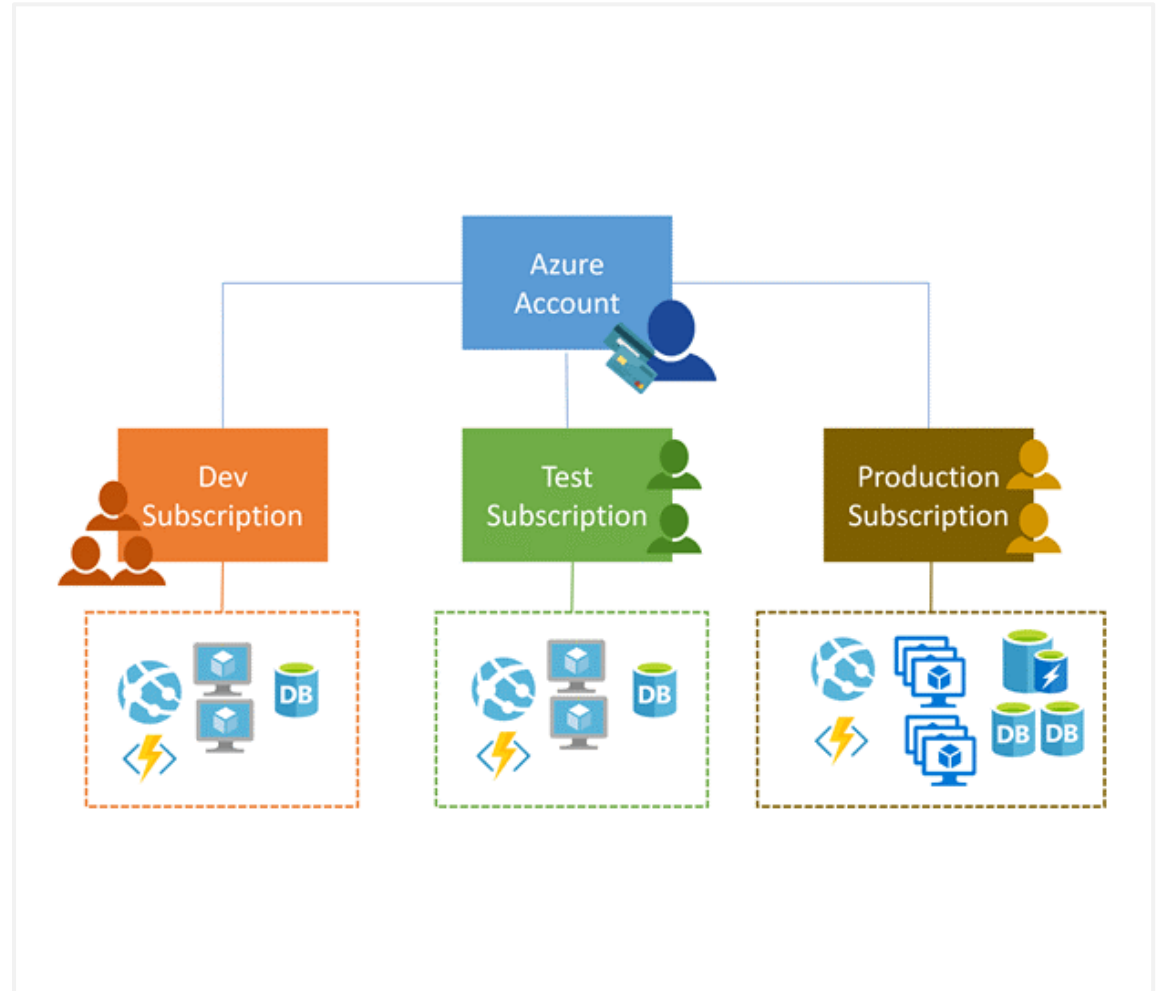 Azure
Account
Dev
Subscription
Test
Subscription
Production
Subscription
DB
DB
DB
DB